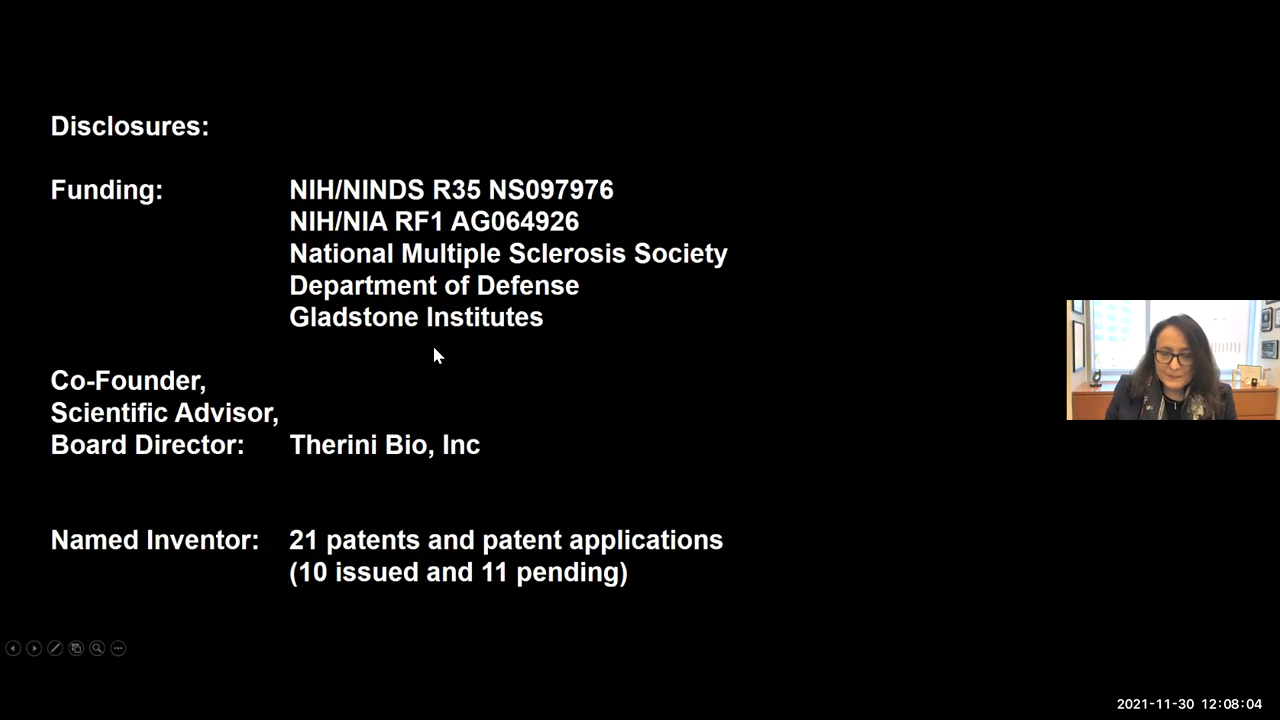 Disclosures:
Funding: NIH/NINDS R35 NS097976
NIH/NIA RF1 AG064926
National Multiple Sclerosis Society
Department of Defense
Gladstone Institutes
Co-Founder,
Scientific Advisor,
Board Director: Therini Bio, Inc
Named Inventor: 21 patents and patent applications
(10 issued and 11 pending)
2021-11-30 12:08:04